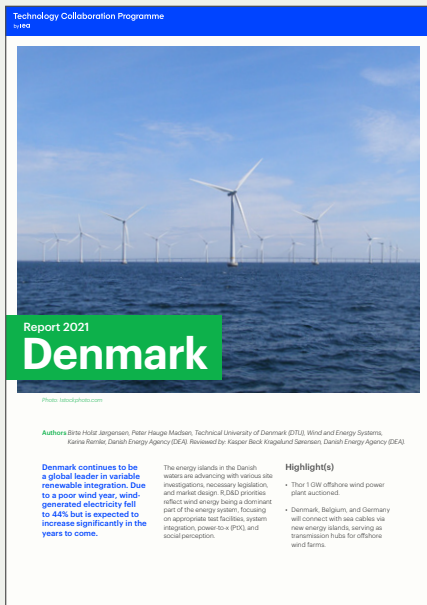 Technology Collaboration Programme
by iea
Report 2021
Denmark
Photo: istockphoto.com
Authors Birte Holst Jørgensen, Peter Hauge Madsen, Technical University of Denmark (DTU), Wind and Energy Systems,
Karina Remler, Danish Energy Agency (DEA). Reviewed by: Kasper Beck Kragelund Sørensen, Danish Energy Agency (DEA).
Denmark continues to be
a global leader in variable
renewable integration. Due
to a poor wind year, wind-
generated electricity fell
to 44% but is expected to
increase significantly in the
years to come.
The energy islands in the Danish
waters are advancing with various site
investigations, necessary legislation,
and market design. R,D&D priorities
reflect wind energy being a dominant
part of the energy system, focusing
on appropriate test facilities, system
integration, power-to-x (PtX), and
social perception.
Highlight(s)
• Thor 1 GW offshore wind power
plant auctioned.
• Denmark, Belgium, and Germany
will connect with sea cables via
new energy islands, serving as
transmission hubs for offshore
wind farms.